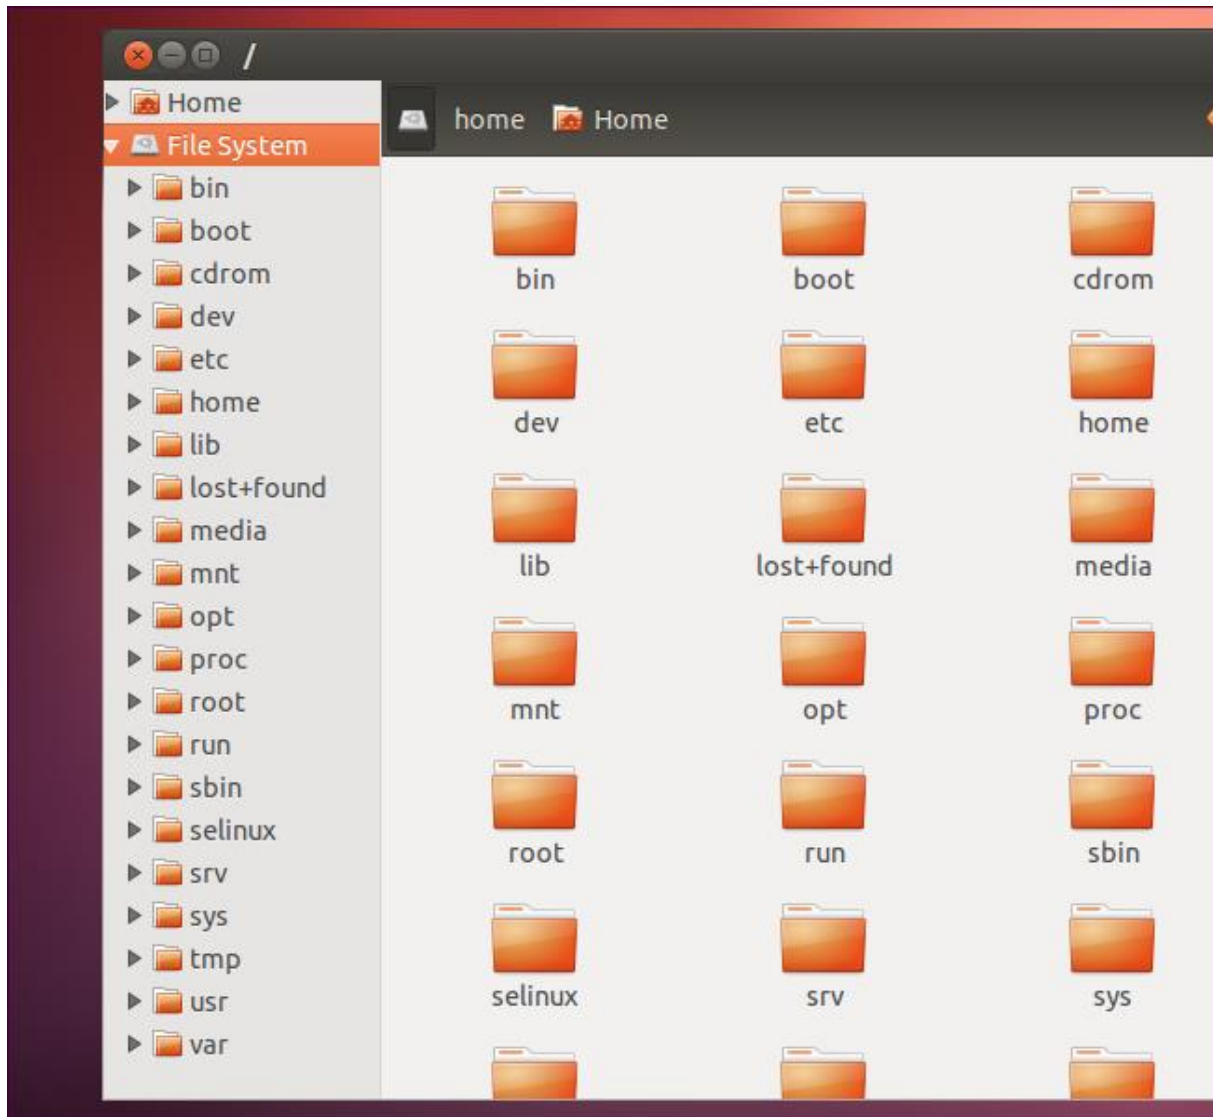 /
Home
File System
bin
boot
cdrom
dev
etc
home
lib
lost+found
media
mnt
opt
proc
root
run
sbin
selinux
srv
sys
tmp
usr
var
home Home
bin boot cdrom
dev etc home
lib lost+found media
mnt opt proc
root run sbin
selinux srv sys